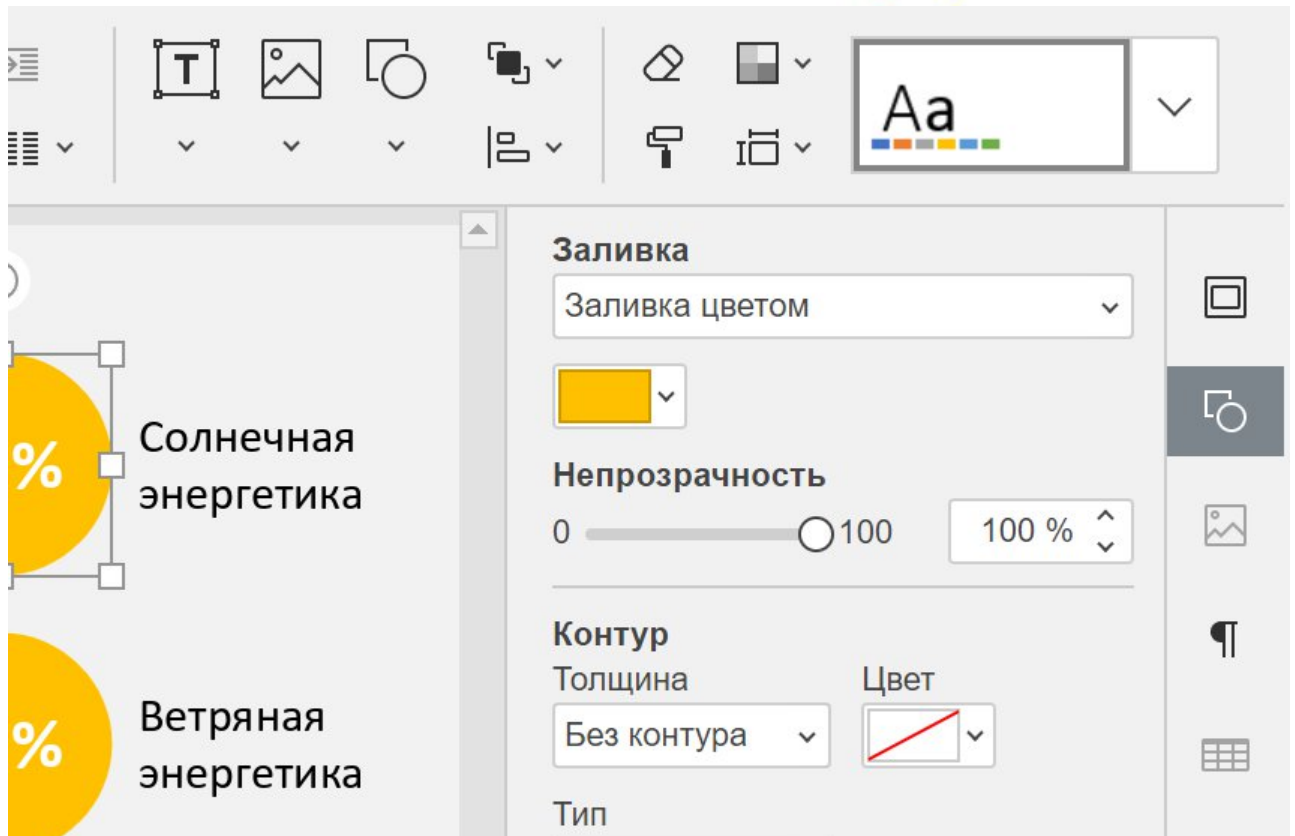 T
Aa
Заливка
Заливка цветом
Непрозрачность
0 100 100 %
Контур
Толщина Цвет
Без контура
Тип
%
Солнечная
энергетика
%
Ветряная
энергетика
¶